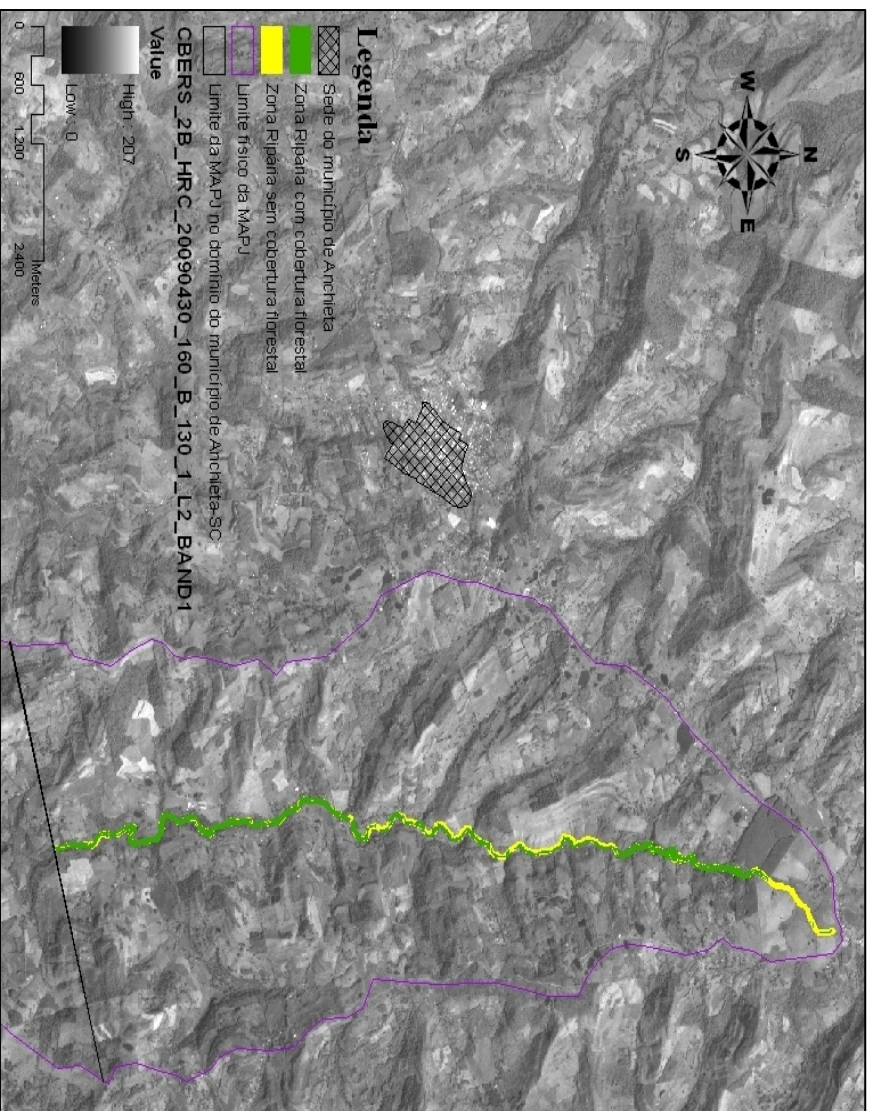 N
W
E
S
Legenda
Sede do município de Anchieta
Zona Ripária com cobertura florestal
Zona Ripária sem cobertura florestal
Limite físico da MAPJ
Limite da MAPJ no domínio do município de Anchieta-SC
CBERS_2B_HRC_20090430_160_B_130_1_L2_BAND1
Value
High : 207
Low : 0
Meters
0 600 1.200 2.400